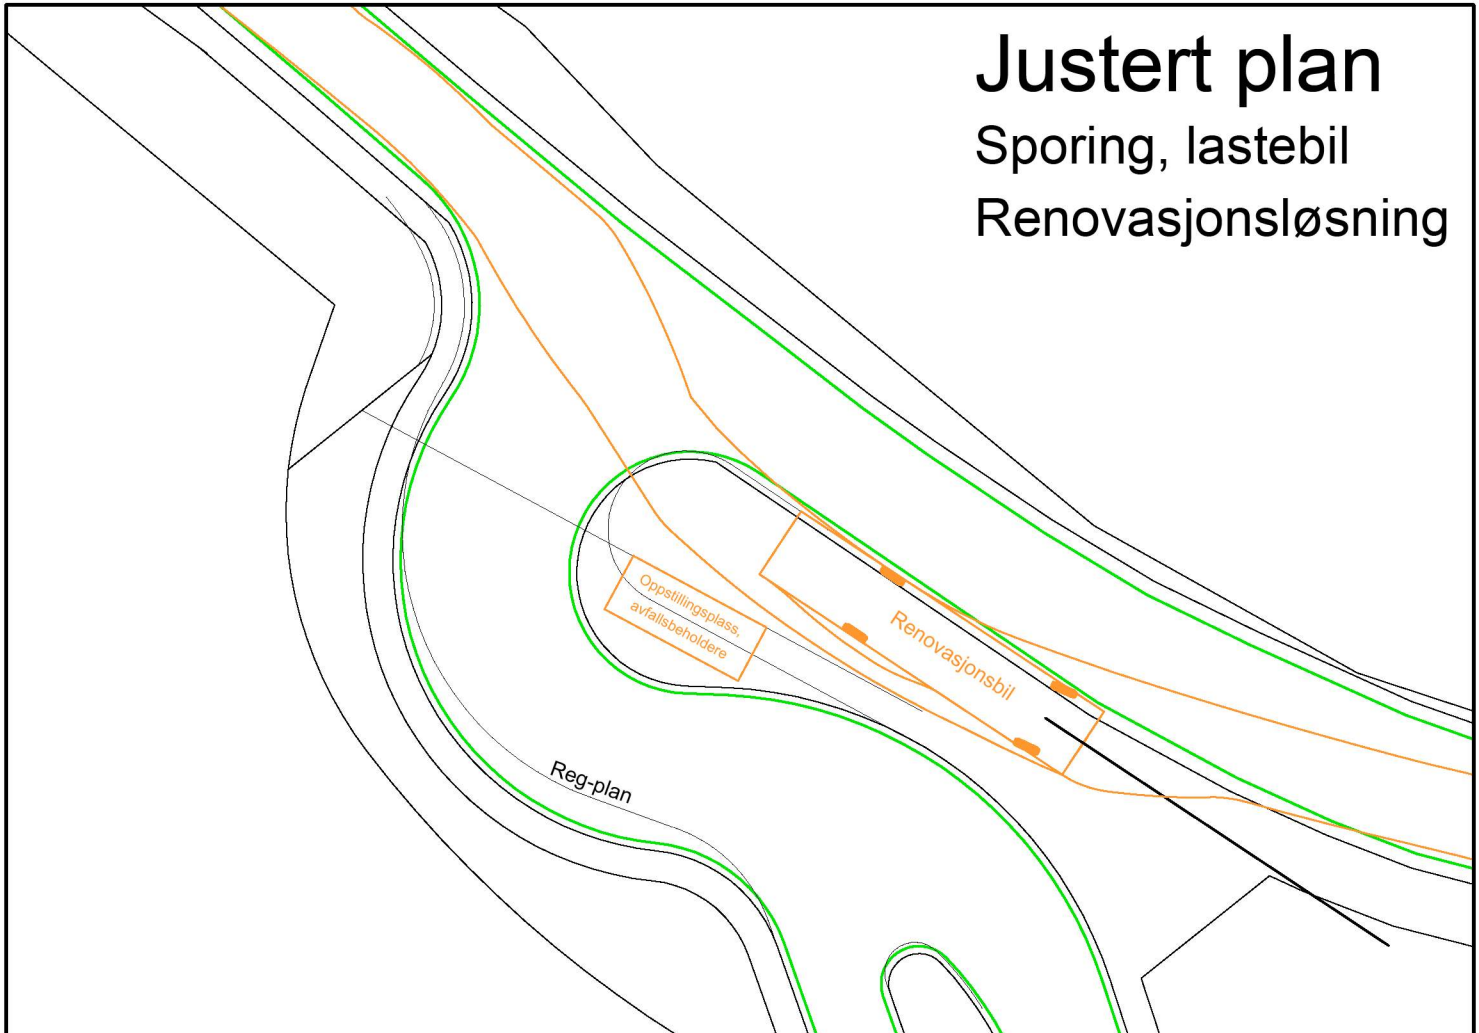 Justert plan
Sporing, lastebil
Renovasjonsløsning
Oppstillingsplass,
avfallsbeholdere
Renovasjonsbil
Reg-plan